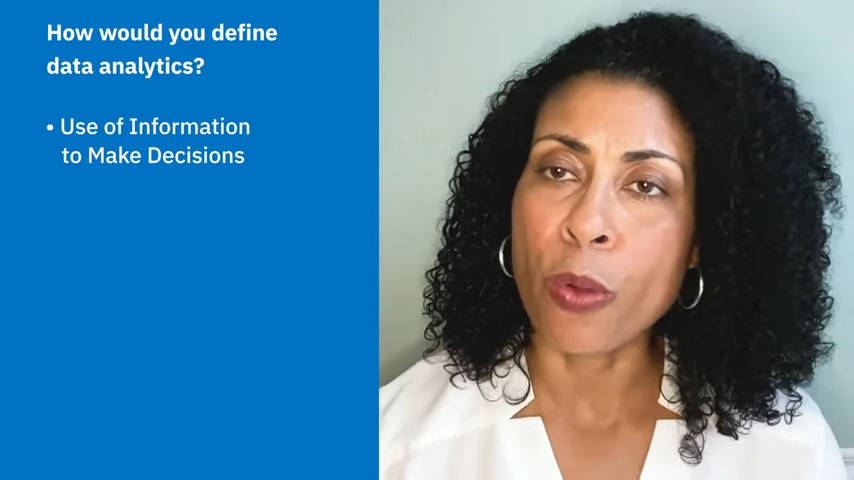 How would you define
data analytics?
• Use of Information
to Make Decisions